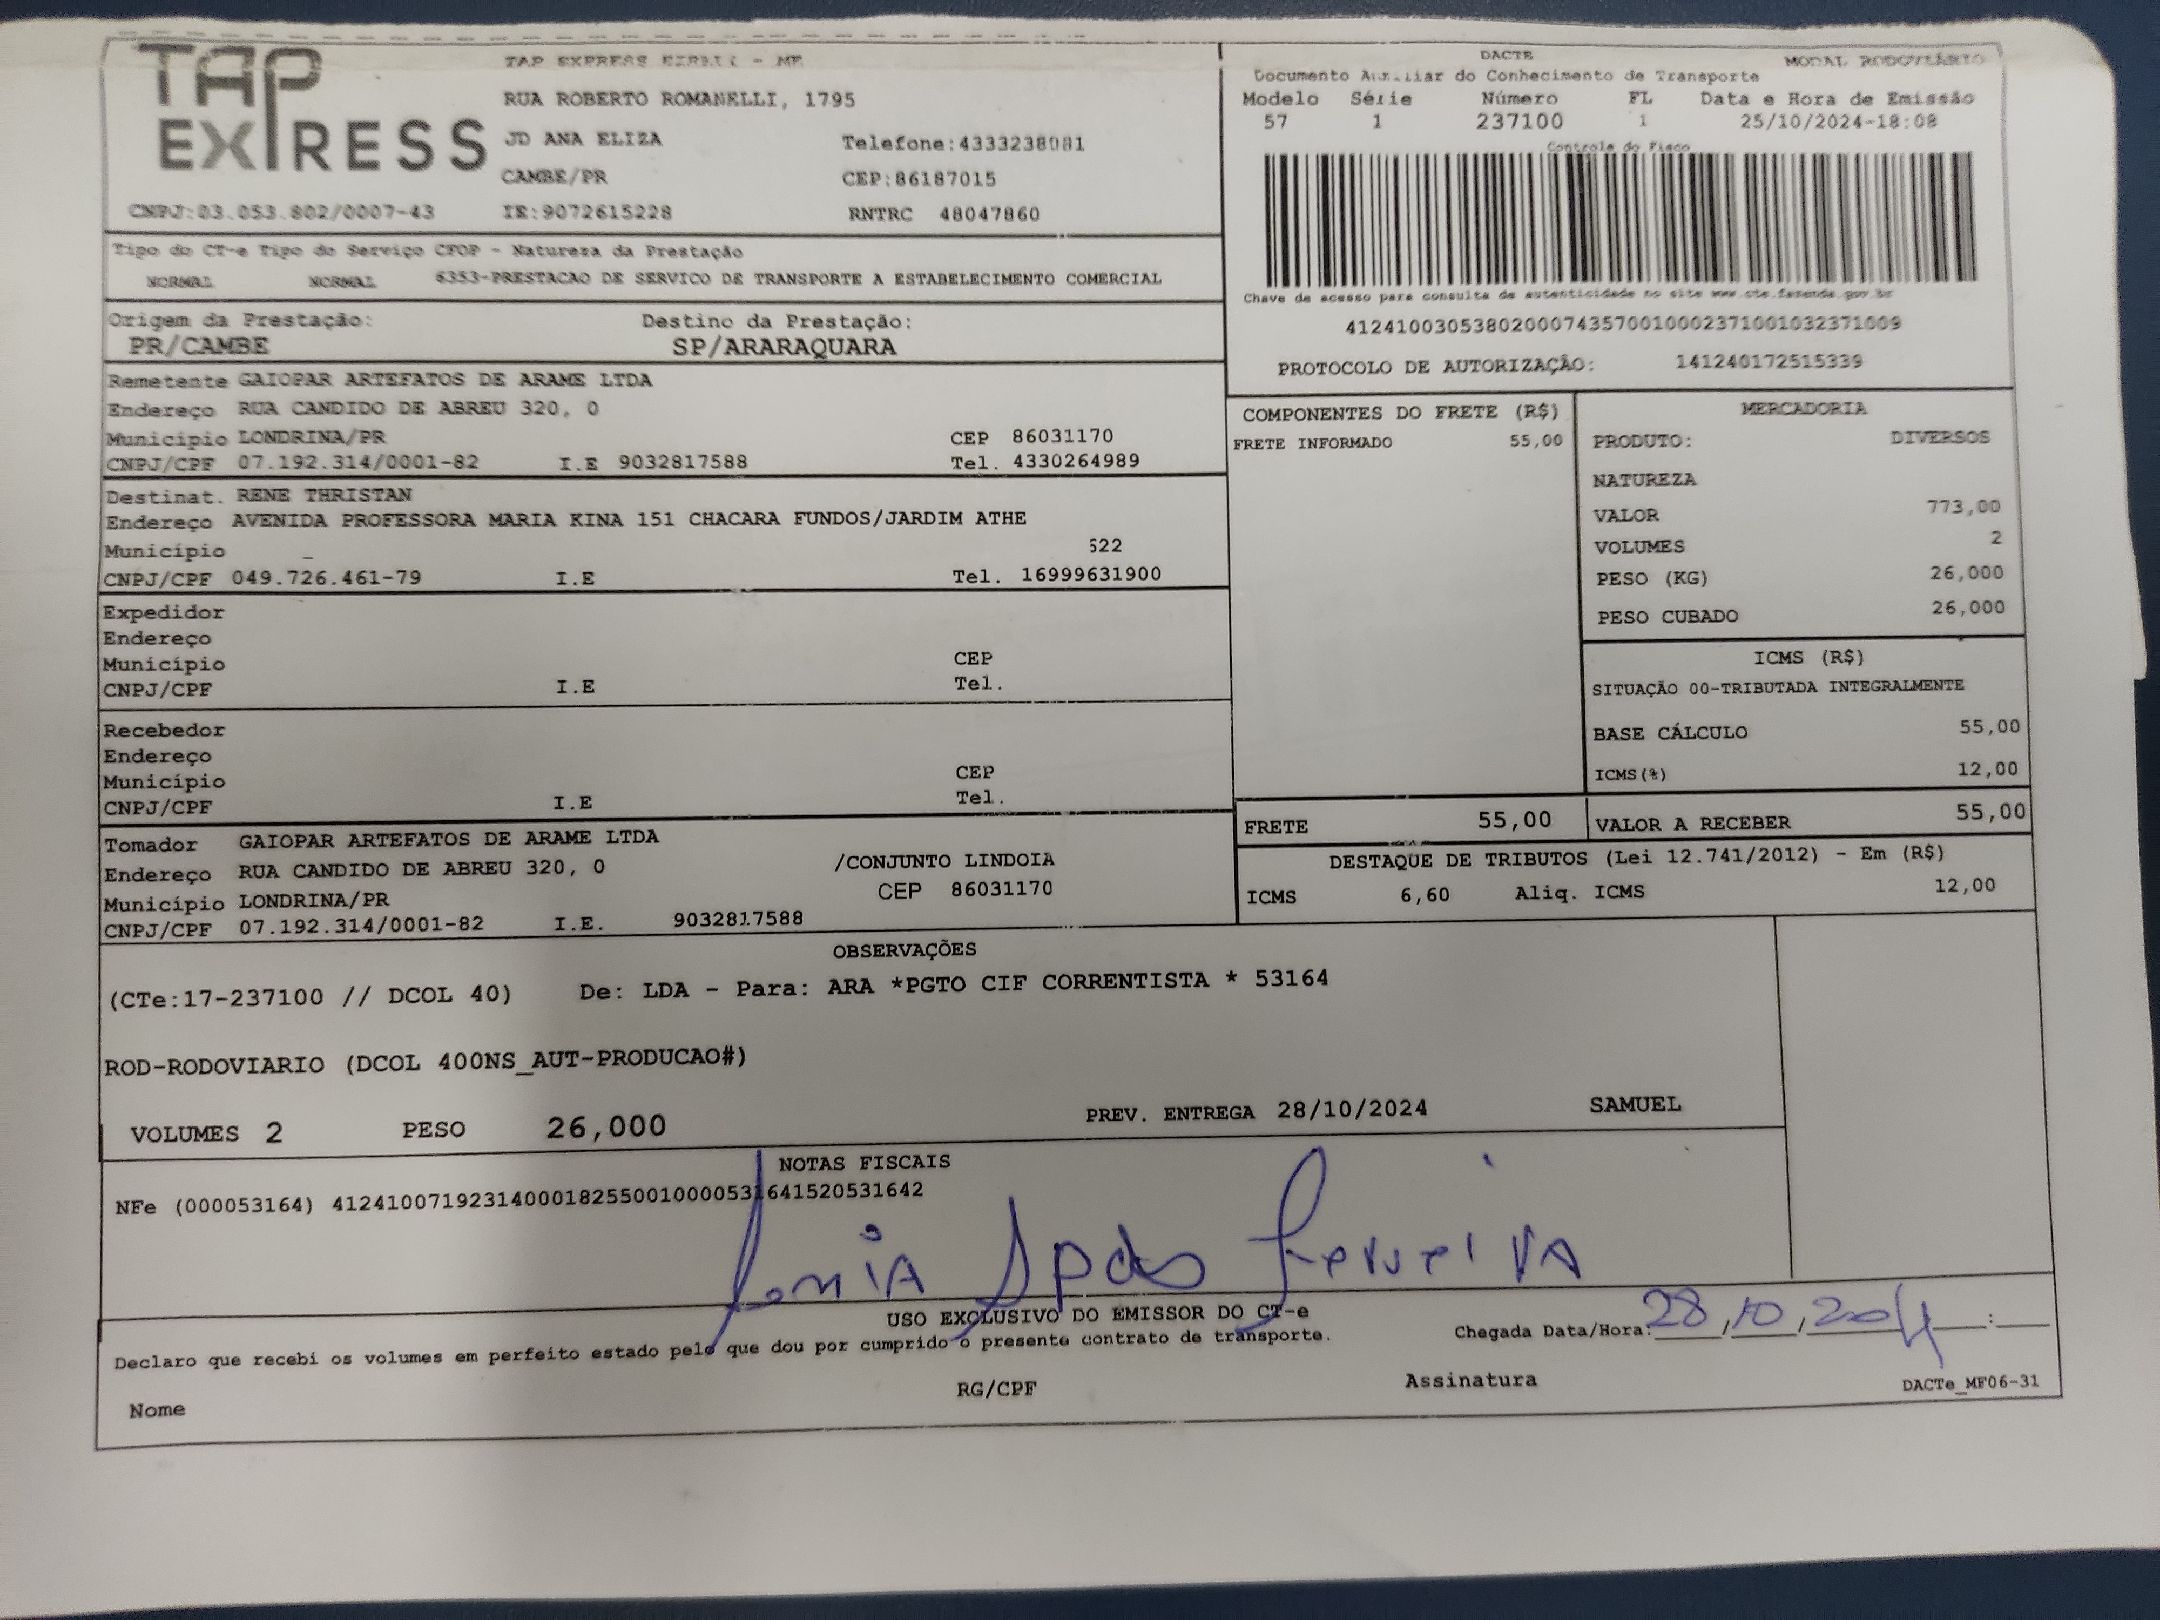 TAP EXPRESS
TAP EXPRESS EIRELI - ME
RUA ROBERTO ROMANELLI, 1795
JD ANA ELIZA Telefone:4333238081
CAMBE/PR CEP:86187015
CNPJ:03.053.802/0007-43 IE:9072615228 RNTRC 48047860
DACTE MODAL RODOVIÁRIO
Documento Auxiliar do Conhecimento de Transporte
Modelo Série Número FL Data e Hora de Emissão
57 1 237100 1 25/10/2024-18:08
Controle do Fisco
Chave de acesso para consulta de autenticidade no site www.cte.fazenda.gov.br
41241003053802000743570010002371001032371009
PROTOCOLO DE AUTORIZAÇÃO: 141240172515339
Tipo do CT-e Tipo do Serviço CFOP - Natureza da Prestação
NORMAL NORMAL 6353-PRESTACAO DE SERVICO DE TRANSPORTE A ESTABELECIMENTO COMERCIAL
Origem da Prestação: Destino da Prestação:
PR/CAMBE SP/ARARAQUARA
Remetente GAIOPAR ARTEFATOS DE ARAME LTDA
Endereço RUA CANDIDO DE ABREU 320, 0
Município LONDRINA/PR CEP 86031170
CNPJ/CPF 07.192.314/0001-82 I.E 9032817588 Tel. 4330264989
Destinat. RENE THRISTAN
Endereço AVENIDA PROFESSORA MARIA KINA 151 CHACARA FUNDOS/JARDIM ATHE
Município 522
CNPJ/CPF 049.726.461-79 I.E Tel. 16999631900
Expedidor
Endereço
Município CEP
CNPJ/CPF I.E Tel.
Recebedor
Endereço
Município CEP
CNPJ/CPF I.E Tel.
Tomador GAIOPAR ARTEFATOS DE ARAME LTDA
Endereço RUA CANDIDO DE ABREU 320, 0 /CONJUNTO LINDOIA
Município LONDRINA/PR CEP 86031170
CNPJ/CPF 07.192.314/0001-82 I.E. 9032817588
COMPONENTES DO FRETE (R$)
FRETE INFORMADO 55,00
MERCADORIA
PRODUTO: DIVERSOS
NATUREZA
VALOR 773,00
VOLUMES 2
PESO (KG) 26,000
PESO CUBADO 26,000
ICMS (R$)
SITUAÇÃO 00-TRIBUTADA INTEGRALMENTE
BASE CÁLCULO 55,00
ICMS(%) 12,00
FRETE 55,00 VALOR A RECEBER 55,00
DESTAQUE DE TRIBUTOS (Lei 12.741/2012) - Em (R$)
ICMS 6,60 Aliq. ICMS 12,00
OBSERVAÇÕES
(CTe:17-237100 // DCOL 40) De: LDA - Para: ARA *PGTO CIF CORRENTISTA * 53164
ROD-RODOVIARIO (DCOL 400NS_AUT-PRODUCAO#)
VOLUMES 2 PESO 26,000 PREV. ENTREGA 28/10/2024 SAMUEL
NOTAS FISCAIS
NFe (000053164) 41241007192314000182550010000531641520531642
Sonia Ap do Ferreira
USO EXCLUSIVO DO EMISSOR DO CT-e
Declaro que recebi os volumes em perfeito estado pelo que dou por cumprido o presente contrato de transporte. Chegada Data/Hora: 28,10,2024 :
Nome RG/CPF Assinatura DACTe_MF06-31